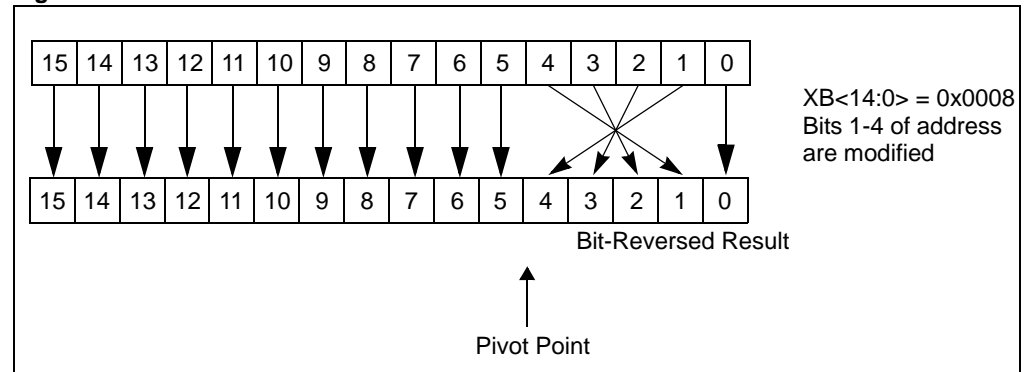 15 14 13 12 11 10 9 8 7 6 5 4 3 2 1 0
XB<14:0> = 0x0008
Bits 1-4 of address
are modified
15 14 13 12 11 10 9 8 7 6 5 4 3 2 1 0
Bit-Reversed Result
Pivot Point